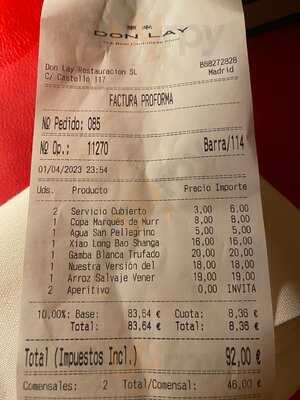 DON LAY
Don Lay Restauracion SL B88272828
C/ Castello 117 Madrid
FACTURA PROFORMA
Nº Pedido: 085
Nº Op.: 11270 Barra/114
01/04/2023 23:54
Uds. Producto Precio Importe
2 Servicio Cubierto 3,00 6,00
1 Copa Marques de Murr 8,00 8,00
1 Agua San Pellegrino 5,00 5,00
1 Xiao Long Bao Shanga 16,00 16,00
1 Gamba Blanca Trufado 20,00 20,00
1 Nuestra Versión del 18,00 18,00
1 Arroz Salvaje Vener 19,00 19,00
2 Aperitivo 0,00 INVITA
10,00%: Base: 83,64 € Cuota: 8,36 €
Total: 83,64 € Total: 8,36 €
Total (Impuestos Incl.) 92,00 €
Comensales: 2 Total/Comensal: 46,00 €